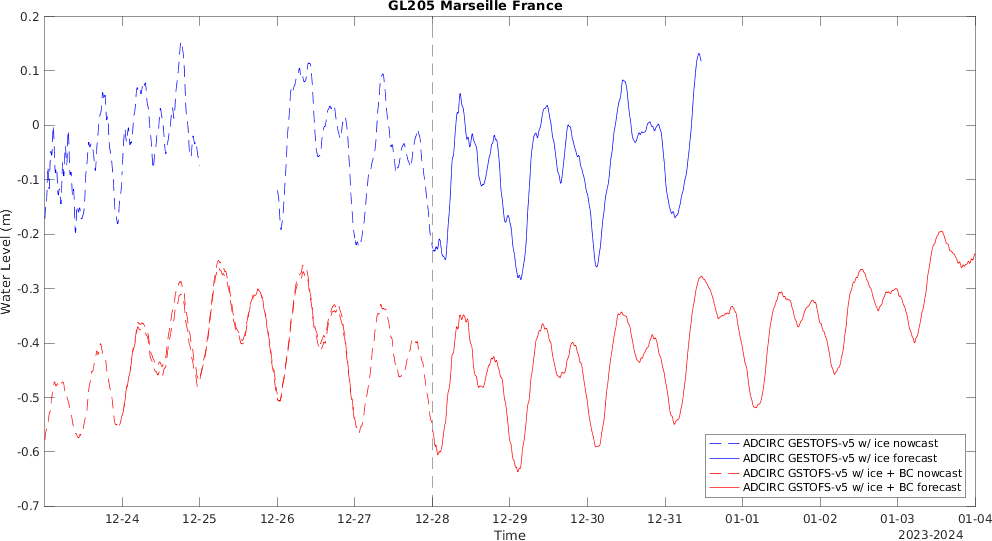 GL205 Marseille France
Water Level (m)
0.2
0.1
0
-0.1
-0.2
-0.3
-0.4
-0.5
-0.6
-0.7
ADCIRC GESTOFS-v5 w/ ice nowcast
ADCIRC GESTOFS-v5 w/ ice forecast
ADCIRC GSTOFS-v5 w/ ice + BC nowcast
ADCIRC GSTOFS-v5 w/ ice + BC forecast
12-24 12-25 12-26 12-27 12-28 12-29 12-30 12-31 01-01 01-02 01-03 01-04
Time
2023-2024